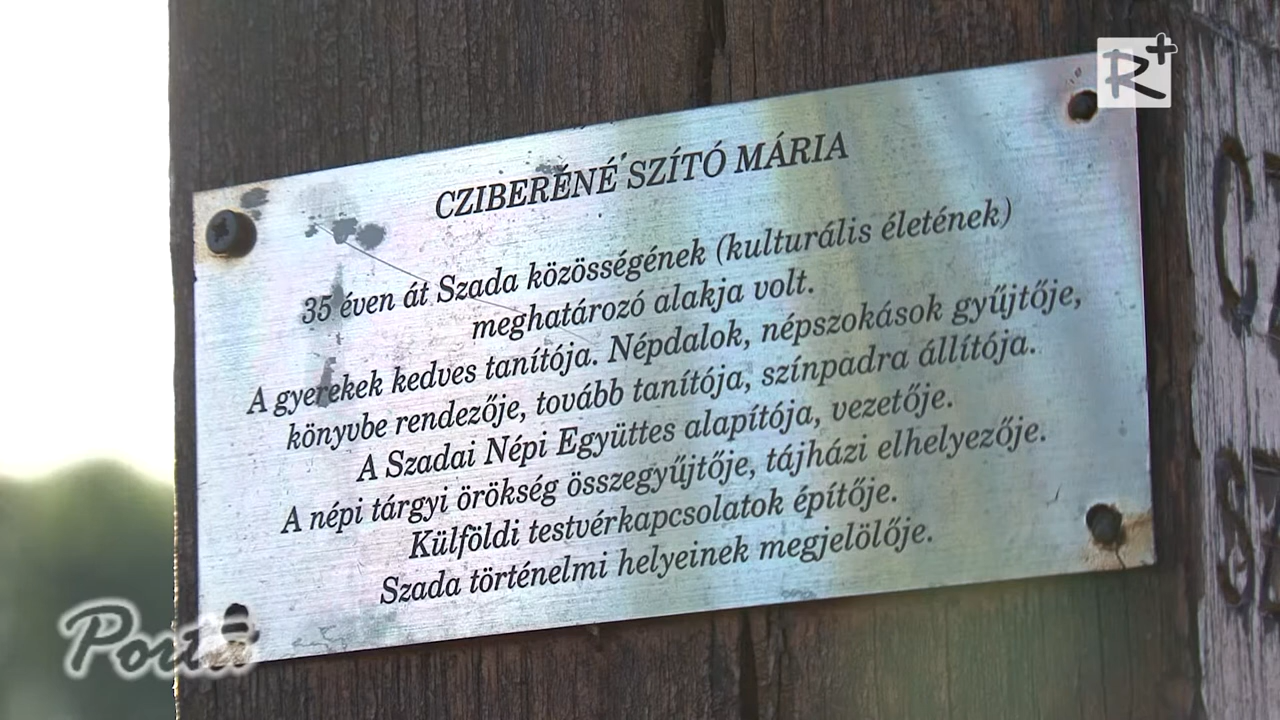 R+
CZIBERÉNÉ SZÍTÓ MÁRIA
35 éven át Szada közösségének (kulturális életének)
meghatározó alakja volt.
A gyerekek kedves tanítója. Népdalok, népszokások gyűjtője,
könyvbe rendezője, tovább tanítója, színpadra állítója.
A Szadai Népi Együttes alapítója, vezetője.
A népi tárgyi örökség összegyűjtője, tájházi elhelyezője.
Külföldi testvérkapcsolatok építője.
Szada történelmi helyeinek megjelölője.
Porta